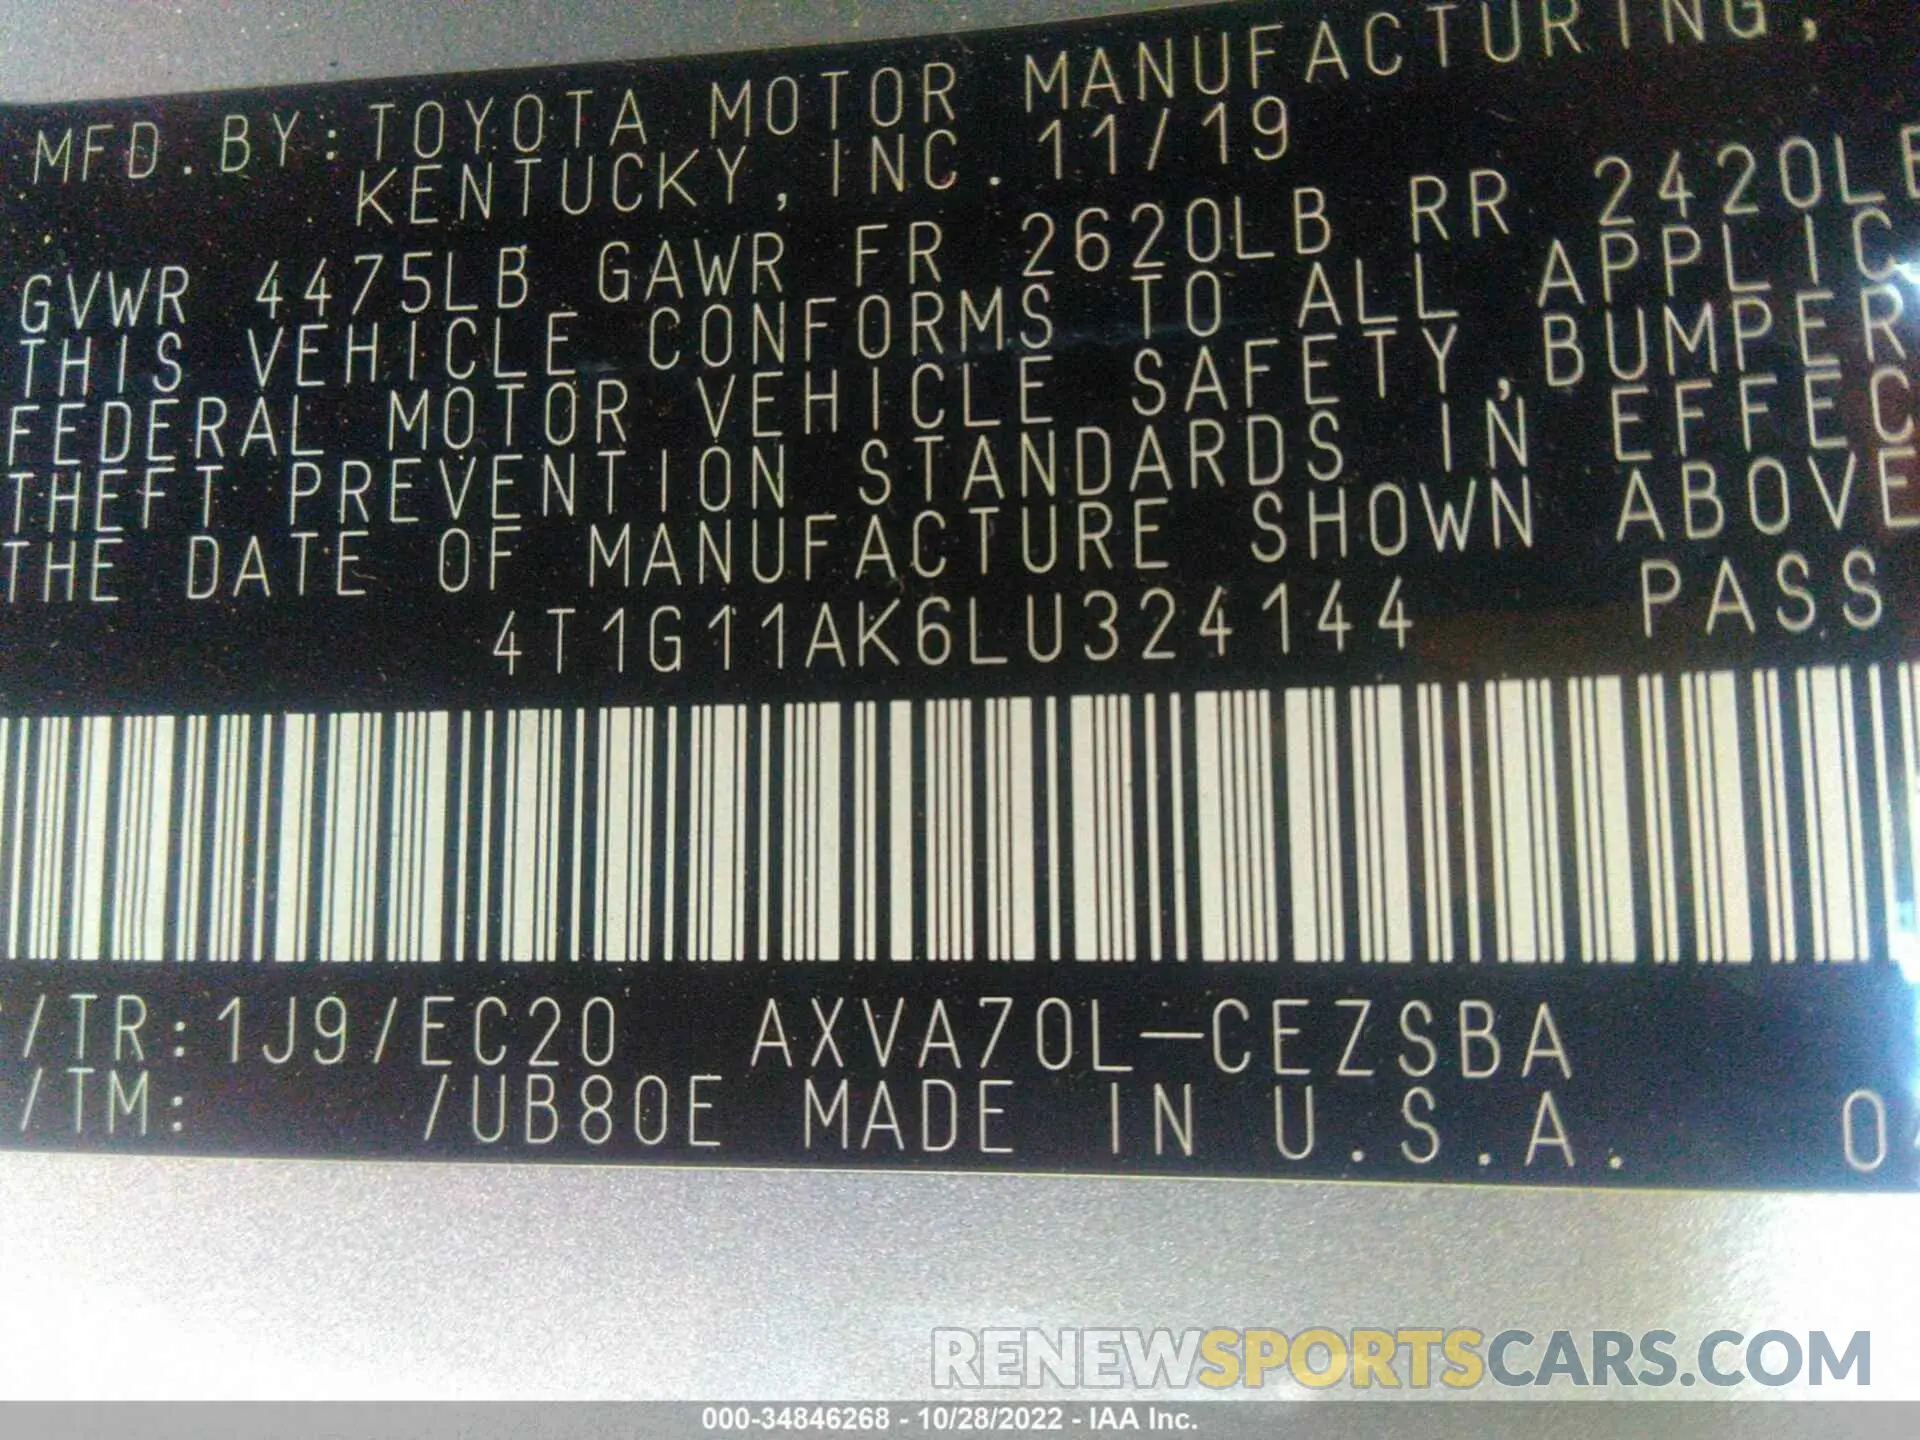 MFD.BY:TOYOTA MOTOR MANUFACTURING,
KENTUCKY, INC. 11/19
GVWR 4475LB GAWR FR 2620LB RR 2420LB
THIS VEHICLE CONFORMS TO ALL APPLIC
FEDERAL MOTOR VEHICLE SAFETY,BUMPER
THEFT PREVENTION STANDARDS IN EFFEC
THE DATE OF MANUFACTURE SHOWN ABOVE
4T1G11AK6LU324144 PASS
/TR:1J9/EC20 AXVA70L-CEZSBA
/TM: /UB80E MADE IN U.S.A. 0
RENEWSPORTSCARS.COM
000-34846268 - 10/28/2022 - IAA Inc.